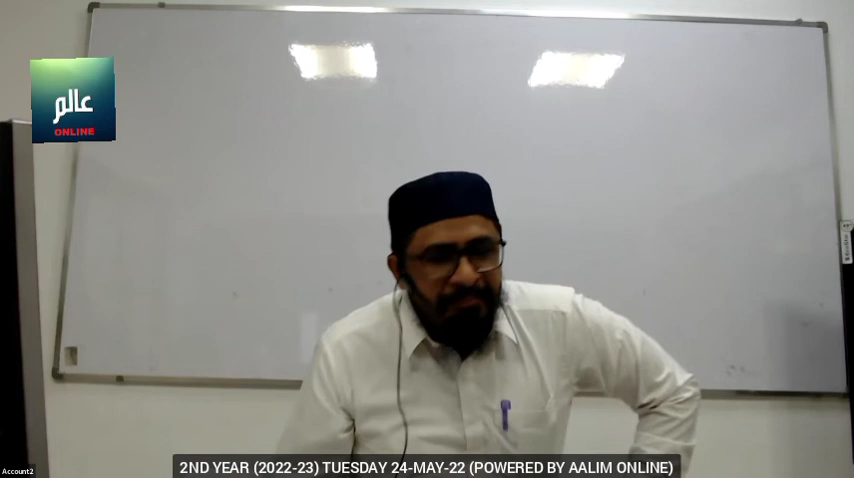 عالم
ONLINE
2ND YEAR (2022-23) TUESDAY 24-MAY-22 (POWERED BY AALIM ONLINE)
Account2